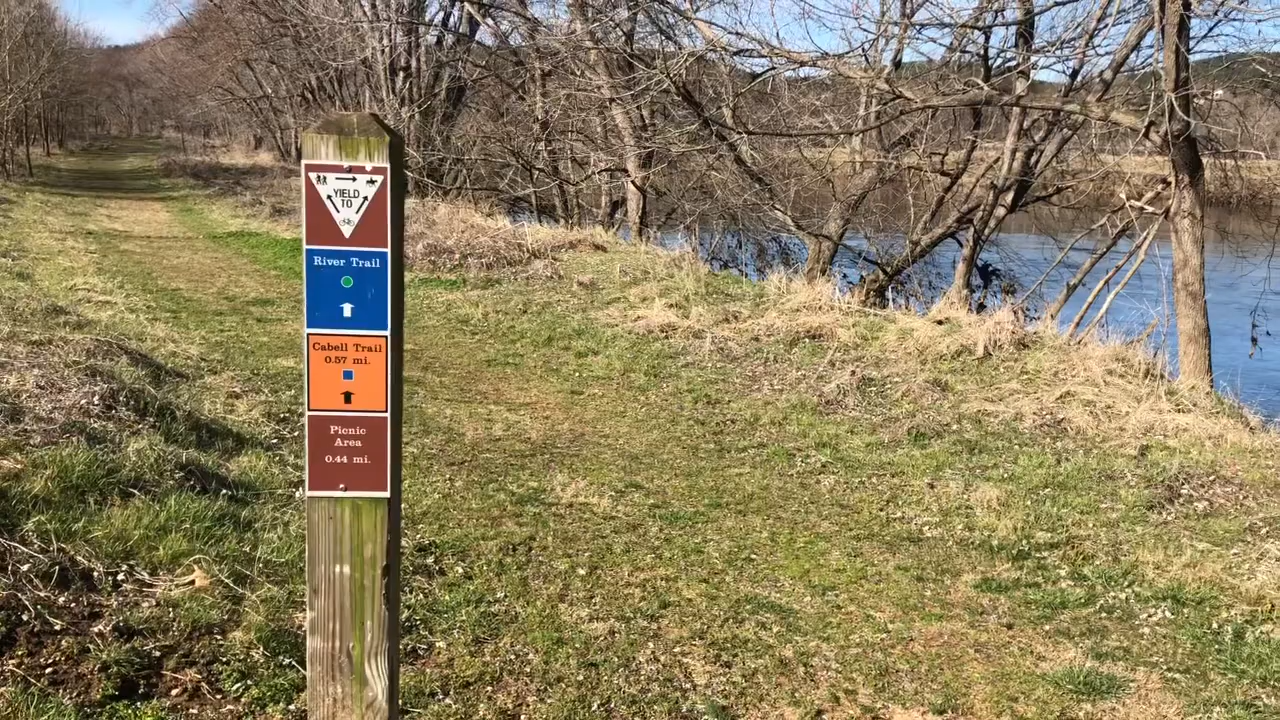 YIELD
TO
River Trail
Cabell Trail
0.57 mi.
Picnic
Area
0.44 mi.